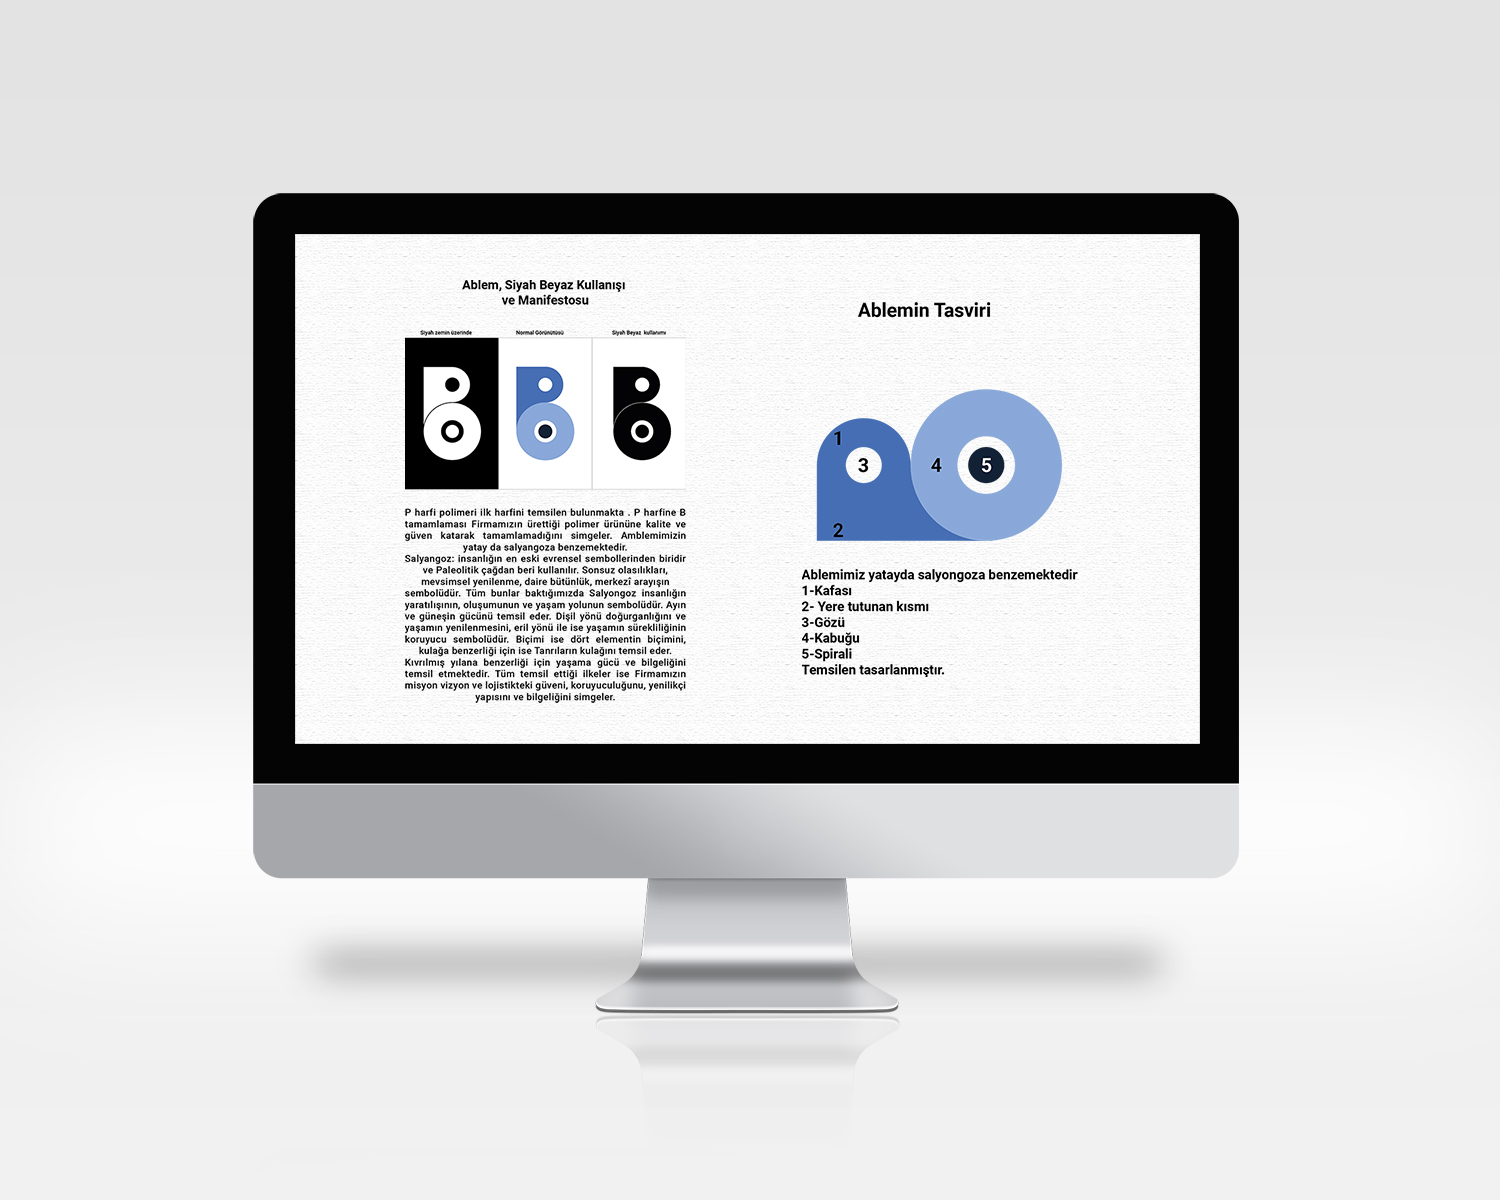 Ablem, Siyah Beyaz Kullanışı
ve Manifestosu
Siyah zemin üzerinde
Normal Görünütüsü
Siyah Beyaz kullanımı
P harfi polimeri ilk harfini temsilen bulunmakta . P harfine B
tamamlaması Firmamızın ürettiği polimer ürününe kalite ve
güven katarak tamamlamadığını simgeler. Amblemimizin
yatay da salyangoza benzemektedir.
Salyangoz: insanlığın en eski evrensel sembollerinden biridir
ve Paleolitik çağdan beri kullanılır. Sonsuz olasılıkları,
mevsimsel yenilenme, daire bütünlük, merkezî arayışın
sembolüdür. Tüm bunlar baktığımızda Salyongoz insanlığın
yaratılışının, oluşumunun ve yaşam yolunun sembolüdür. Ayın
ve güneşin gücünü temsil eder. Dişil yönü doğurganlığını ve
yaşamın yenilenmesini, eril yönü ile ise yaşamın sürekliliğinin
koruyucu sembolüdür. Biçimi ise dört elementin biçimini,
kulağa benzerliği için ise Tanrıların kulağını temsil eder.
Kıvrılmış yılana benzerliği için yaşama gücü ve bilgeliğini
temsil etmektedir. Tüm temsil ettiği ilkeler ise Firmamızın
misyon vizyon ve lojistikteki güveni, koruyuculuğunu, yenilikçi
yapısını ve bilgeliğini simgeler.
Ablemin Tasviri
1
3
4
5
2
Ablemimiz yatayda salyongoza benzemektedir
1-Kafası
2- Yere tutunan kısmı
3-Gözü
4-Kabuğu
5-Spirali
Temsilen tasarlanmıştır.